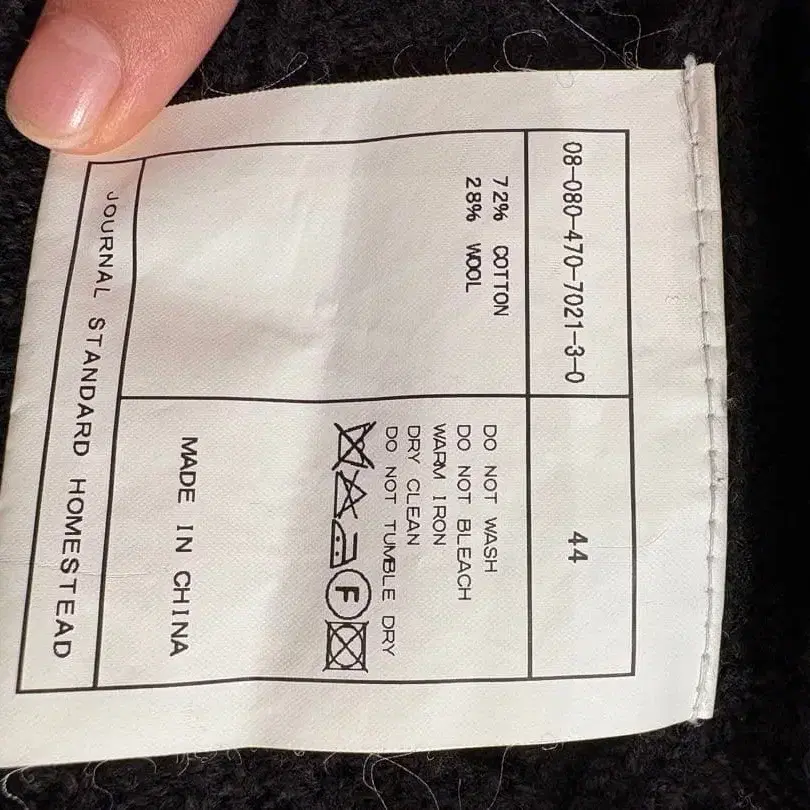 08-080-470-7021-3-0
44
72% COTTON
28% WOOL
DO NOT WASH
DO NOT BLEACH
WARM IRON
DRY CLEAN
DO NOT TUMBLE DRY
F
MADE IN CHINA
JOURNAL STANDARD HOMESTEAD